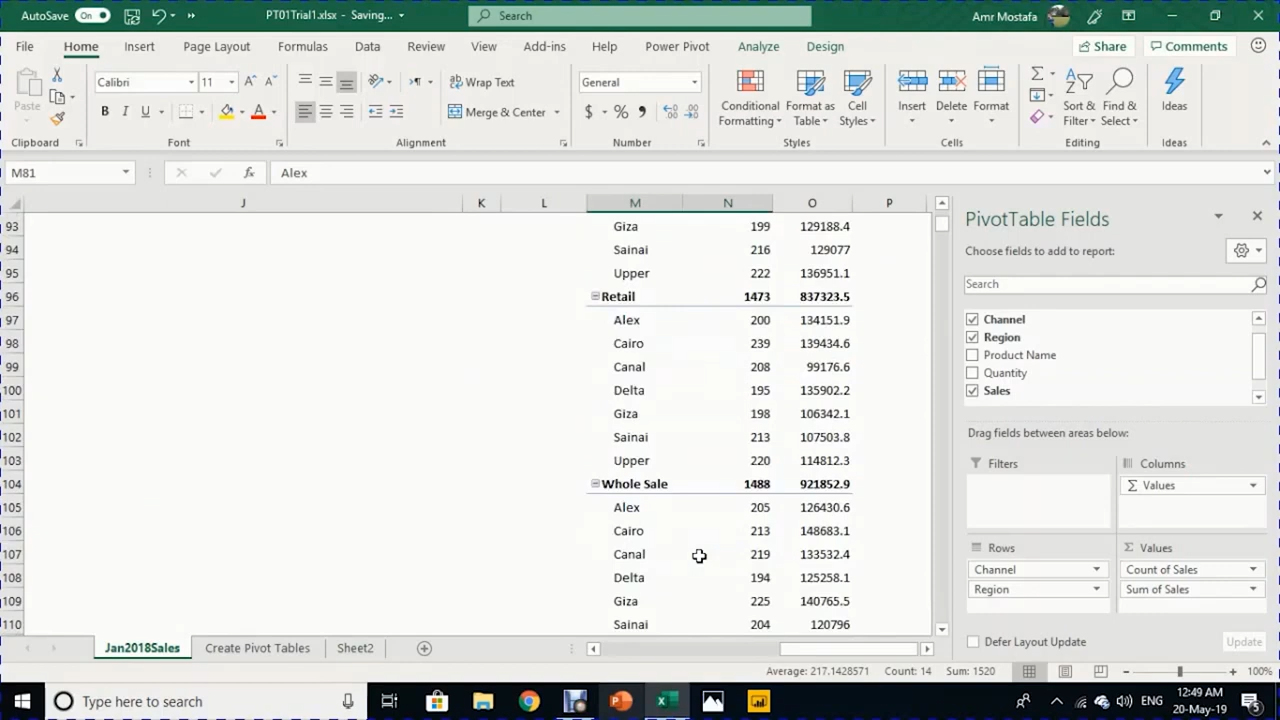 AutoSave On PT01Trial1.xlsx - Saving... Search Amr Mostafa
File Home Insert Page Layout Formulas Data Review View Add-ins Help Power Pivot Analyze Design Share Comments
Paste Calibri 11 A A Wrap Text General Conditional Formatting Format as Table Cell Styles Insert Delete Format Sort & Filter Find & Select Ideas
B I U A Merge & Center $ % 9
Clipboard Font Alignment Number Styles Cells Editing Ideas
M81 fx Alex
J K L M N O P
93 Giza 199 129188.4
94 Sainai 216 129077
95 Upper 222 136951.1
96 Retail 1473 837323.5
97 Alex 200 134151.9
98 Cairo 239 139434.6
99 Canal 208 99176.6
100 Delta 195 135902.2
101 Giza 198 106342.1
102 Sainai 213 107503.8
103 Upper 220 114812.3
104 Whole Sale 1488 921852.9
105 Alex 205 126430.6
106 Cairo 213 148683.1
107 Canal 219 133532.4
108 Delta 194 125258.1
109 Giza 225 140765.5
110 Sainai 204 120796
PivotTable Fields
Choose fields to add to report:
Search
Channel
Region
Product Name
Quantity
Sales
Drag fields between areas below:
Filters Columns
Σ Values
Rows Σ Values
Channel Count of Sales
Region Sum of Sales
Defer Layout Update Update
Jan2018Sales Create Pivot Tables Sheet2
Average: 217.1428571 Count: 14 Sum: 1520 100%
Type here to search ENG 12:49 AM
20-May-19 5